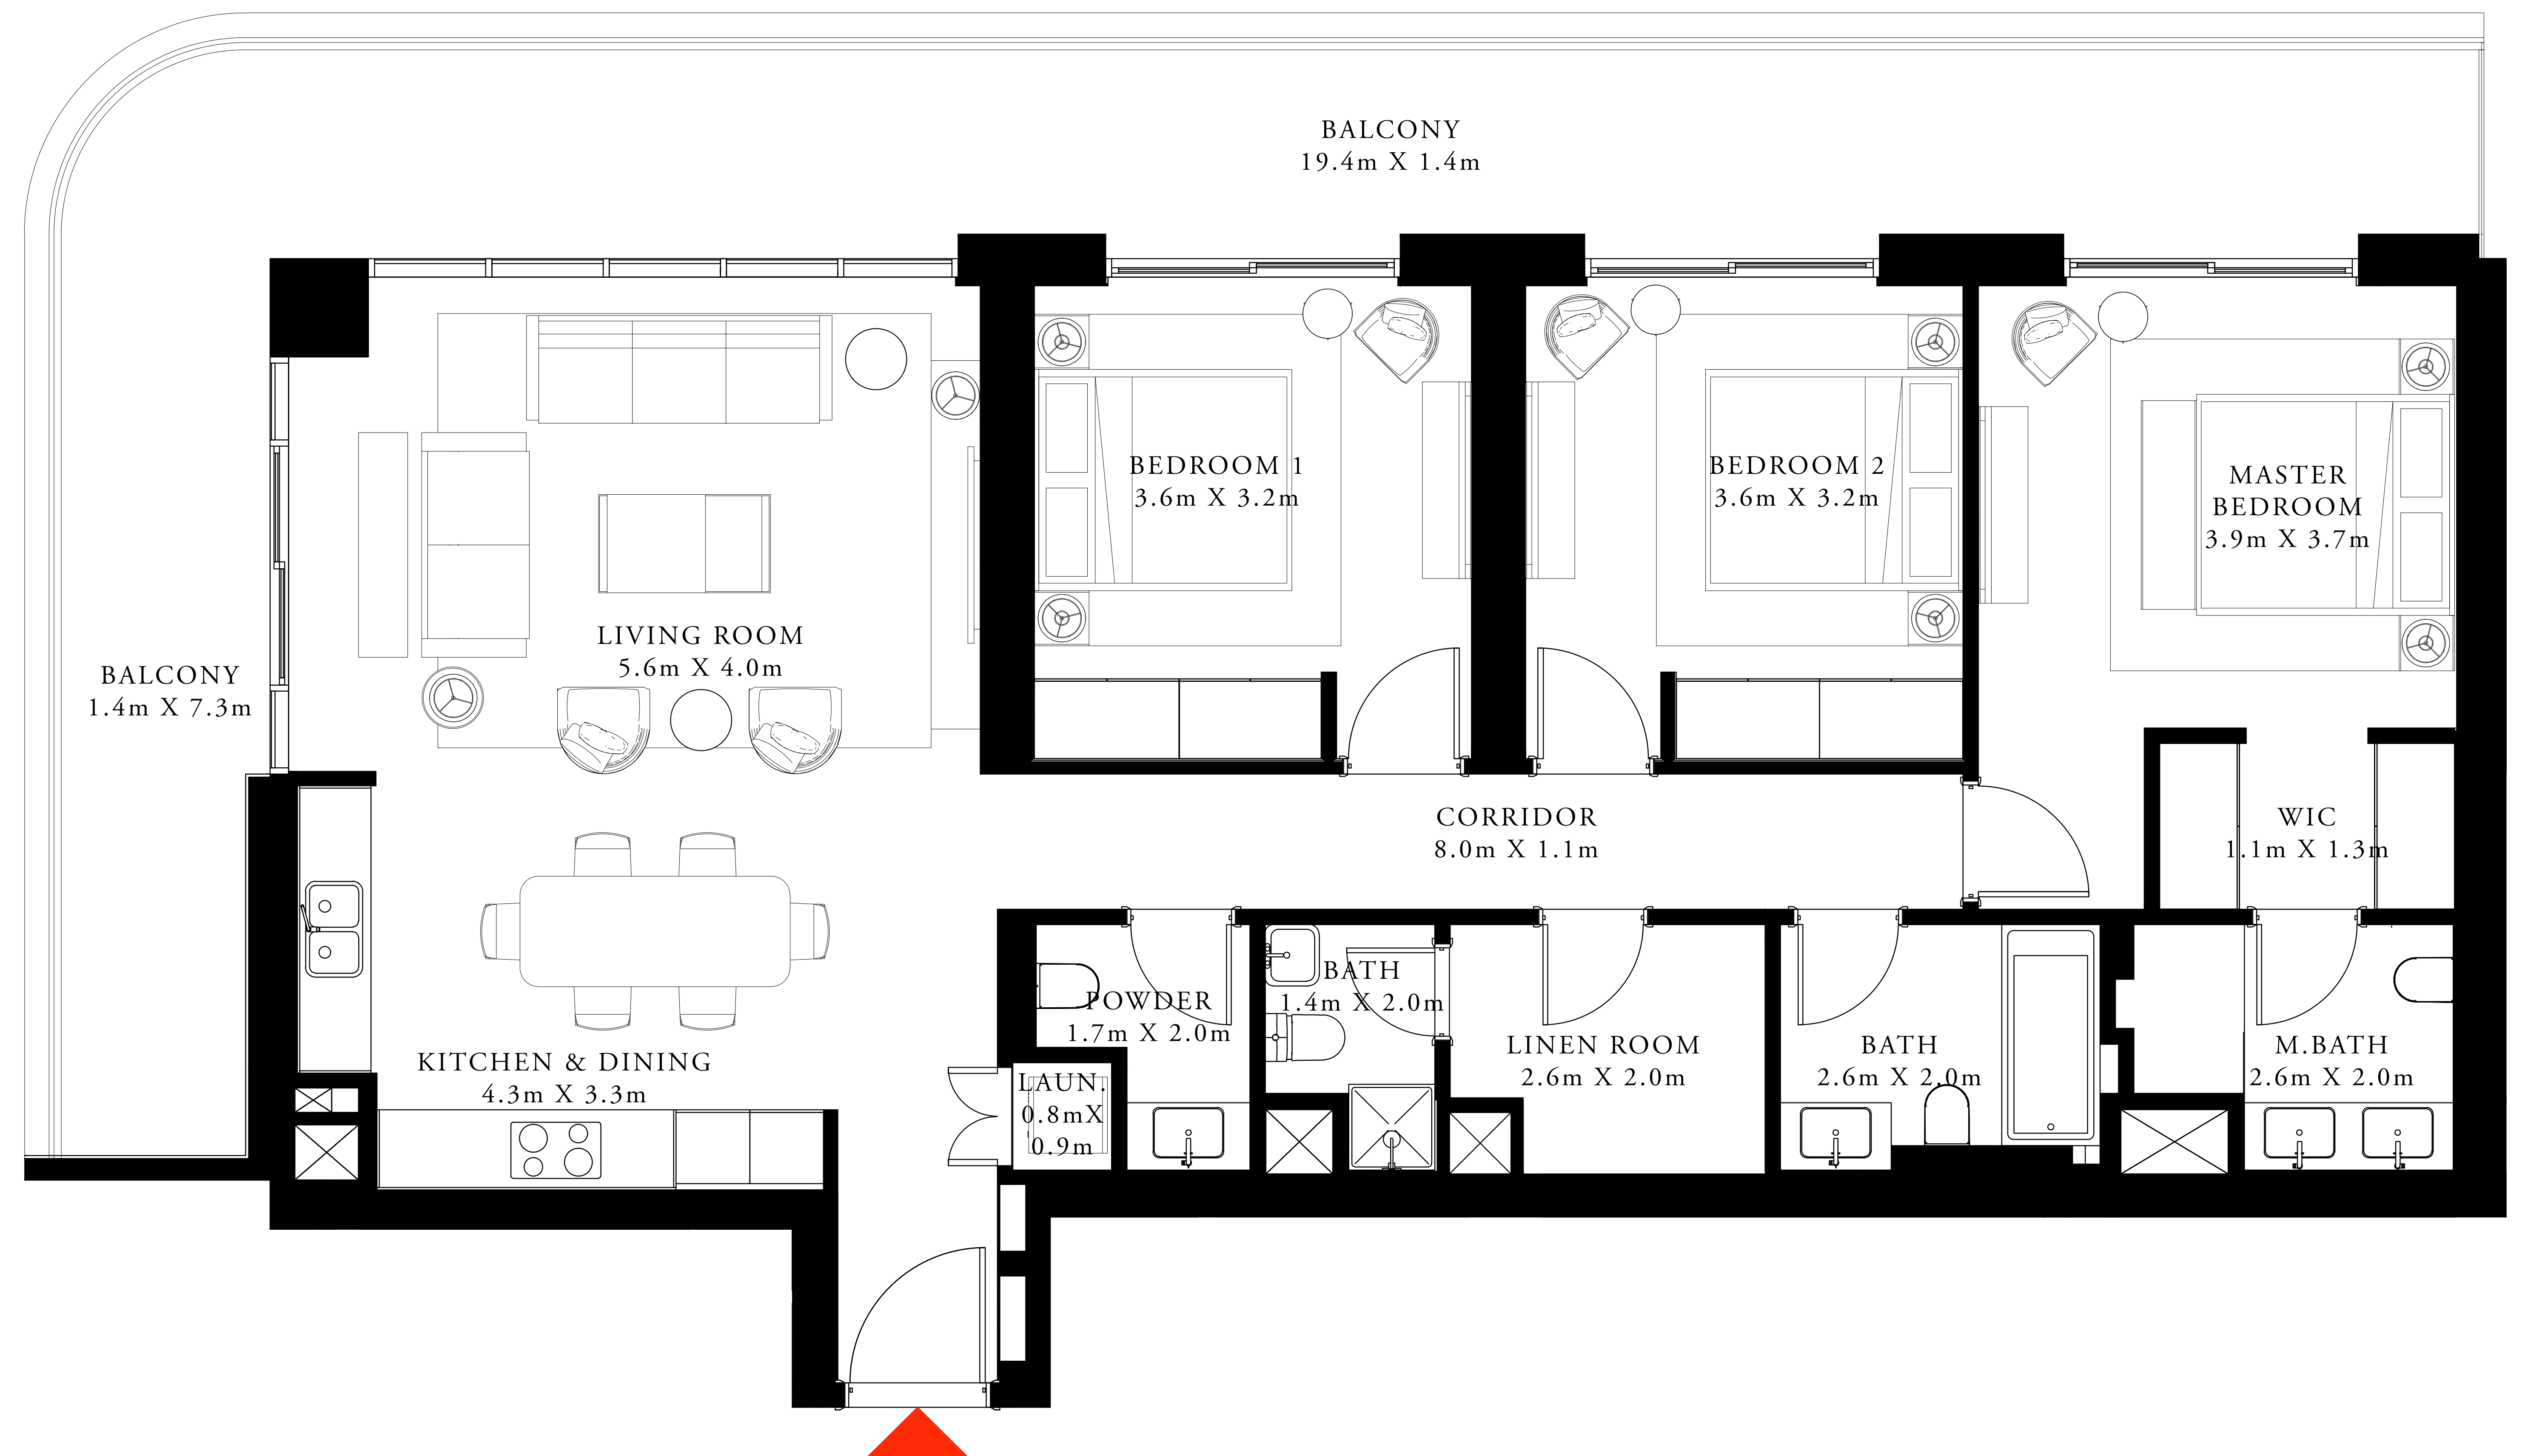 BALCONY
19.4m X 1.4m
BEDROOM 1
3.6m X 3.2m
BEDROOM 2
3.6m X 3.2m
MASTER
BEDROOM
3.9m X 3.7m
LIVING ROOM
5.6m X 4.0m
BALCONY
1.4m X 7.3m
CORRIDOR
8.0m X 1.1m
WIC
1.1m X 1.3m
KITCHEN & DINING
4.3m X 3.3m
POWDER
1.7m X 2.0m
BATH
1.4m X 2.0m
LAUN.
0.8mX
0.9m
LINEN ROOM
2.6m X 2.0m
BATH
2.6m X 2.0m
M.BATH
2.6m X 2.0m